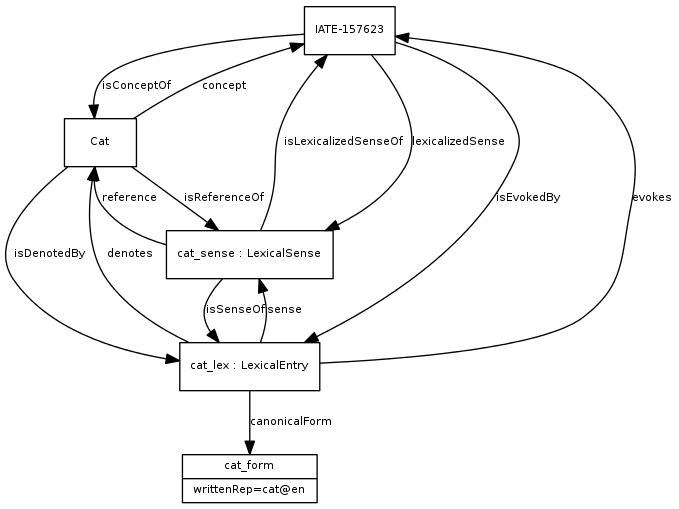 IATE-157623
isConceptOf
concept
Cat
isLexicalizedSenseOf
lexicalizedSense
reference
isReferenceOf
isEvokedBy
evokes
isDenotedBy
denotes
cat_sense : LexicalSense
isSenseOf
sense
cat_lex : LexicalEntry
canonicalForm
cat_form
writtenRep=cat@en